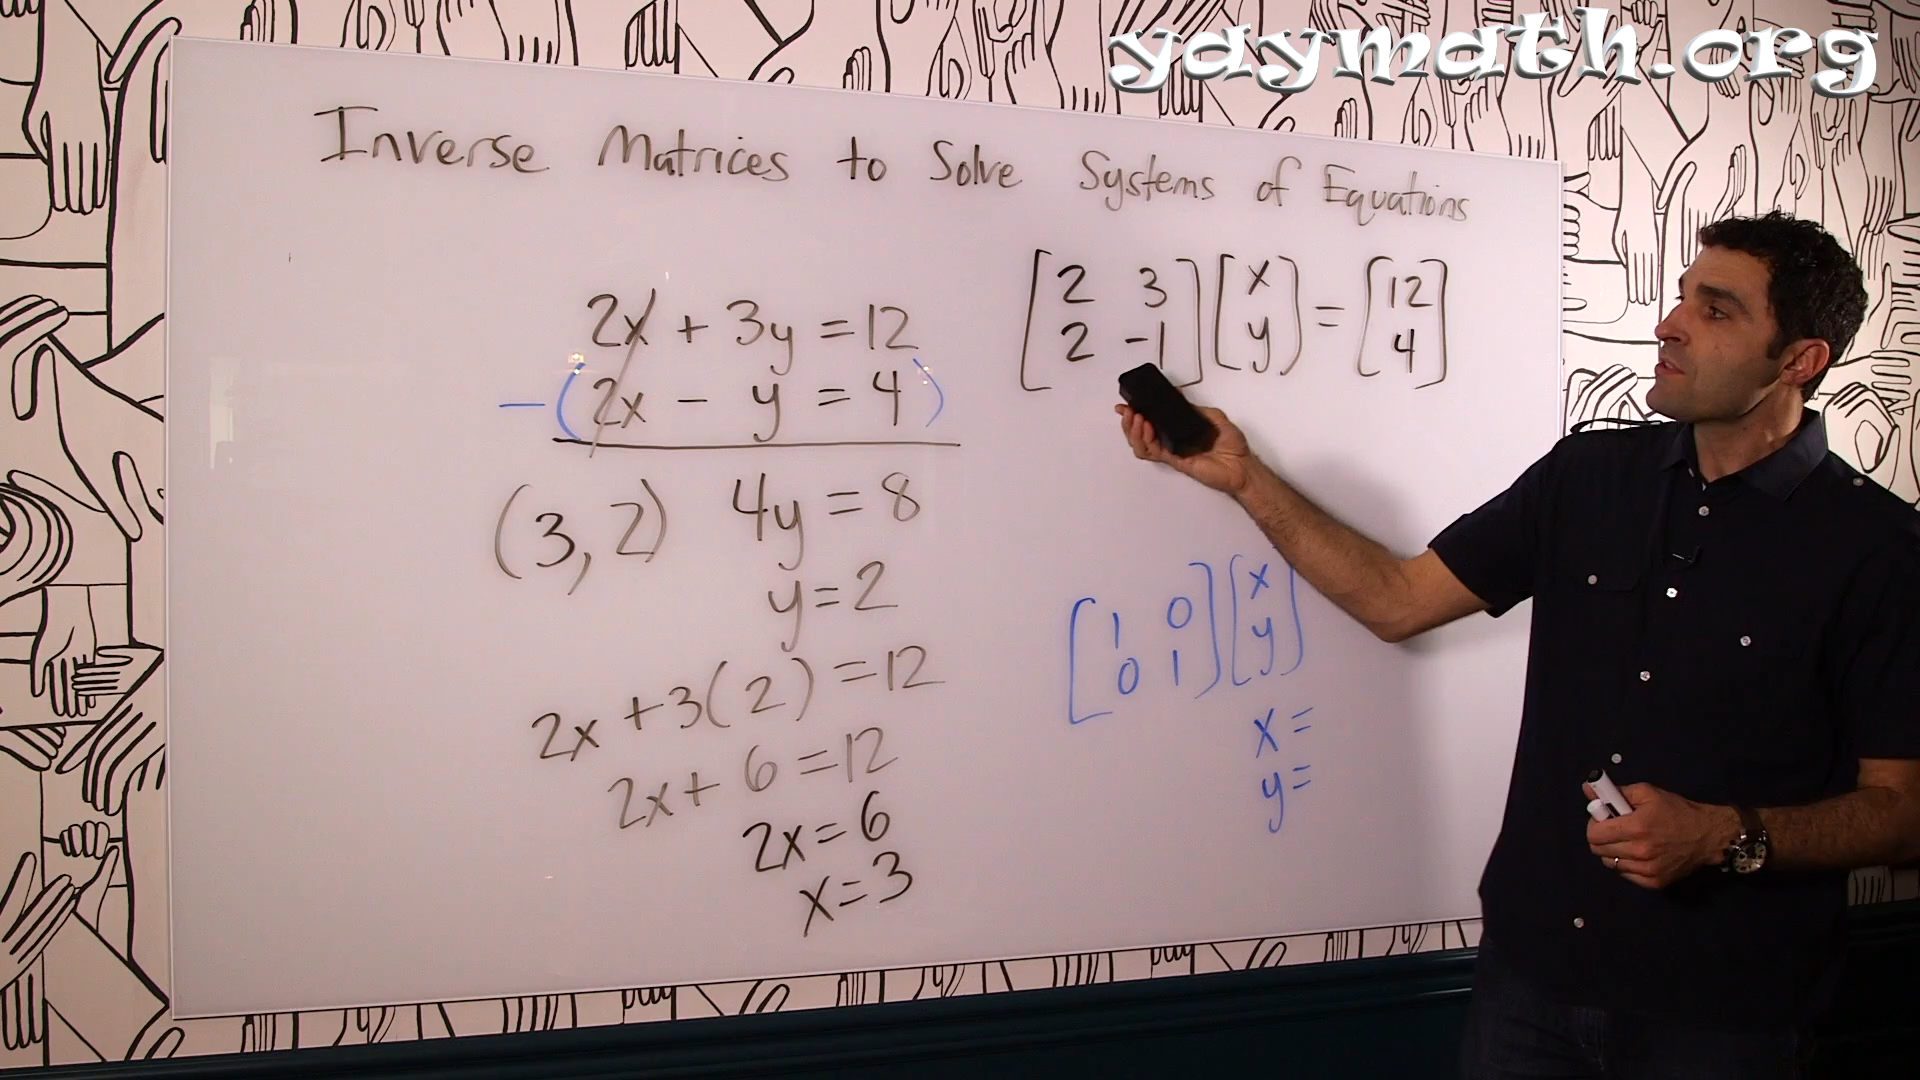 yaymath.org
Inverse Matrices to Solve Systems of Equations
2x + 3y = 12
-(2x - y = 4)
(3, 2) 4y = 8
y = 2
2x + 3(2) = 12
2x + 6 = 12
2x = 6
x = 3
[2 3] [x] = [12]
[2 -1] [y] [4]
[1 0] [x]
[0 1] [y]
x =
y =